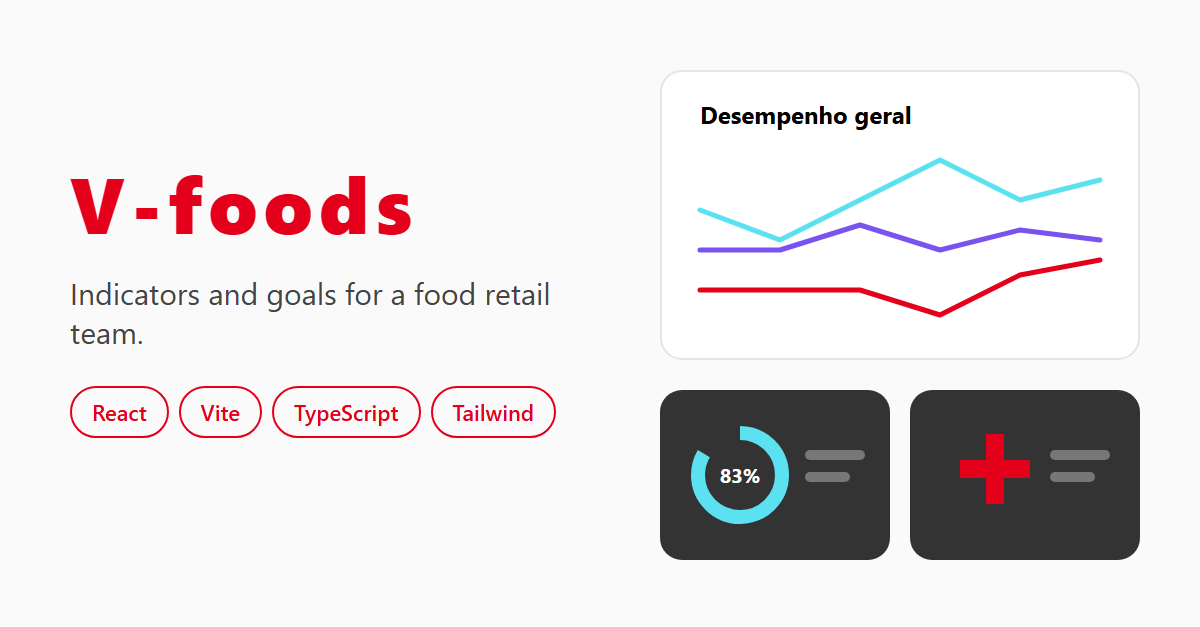 V-foods
Indicators and goals for a food retail
team.
React
Vite
TypeScript
Tailwind
Desempenho geral
83%